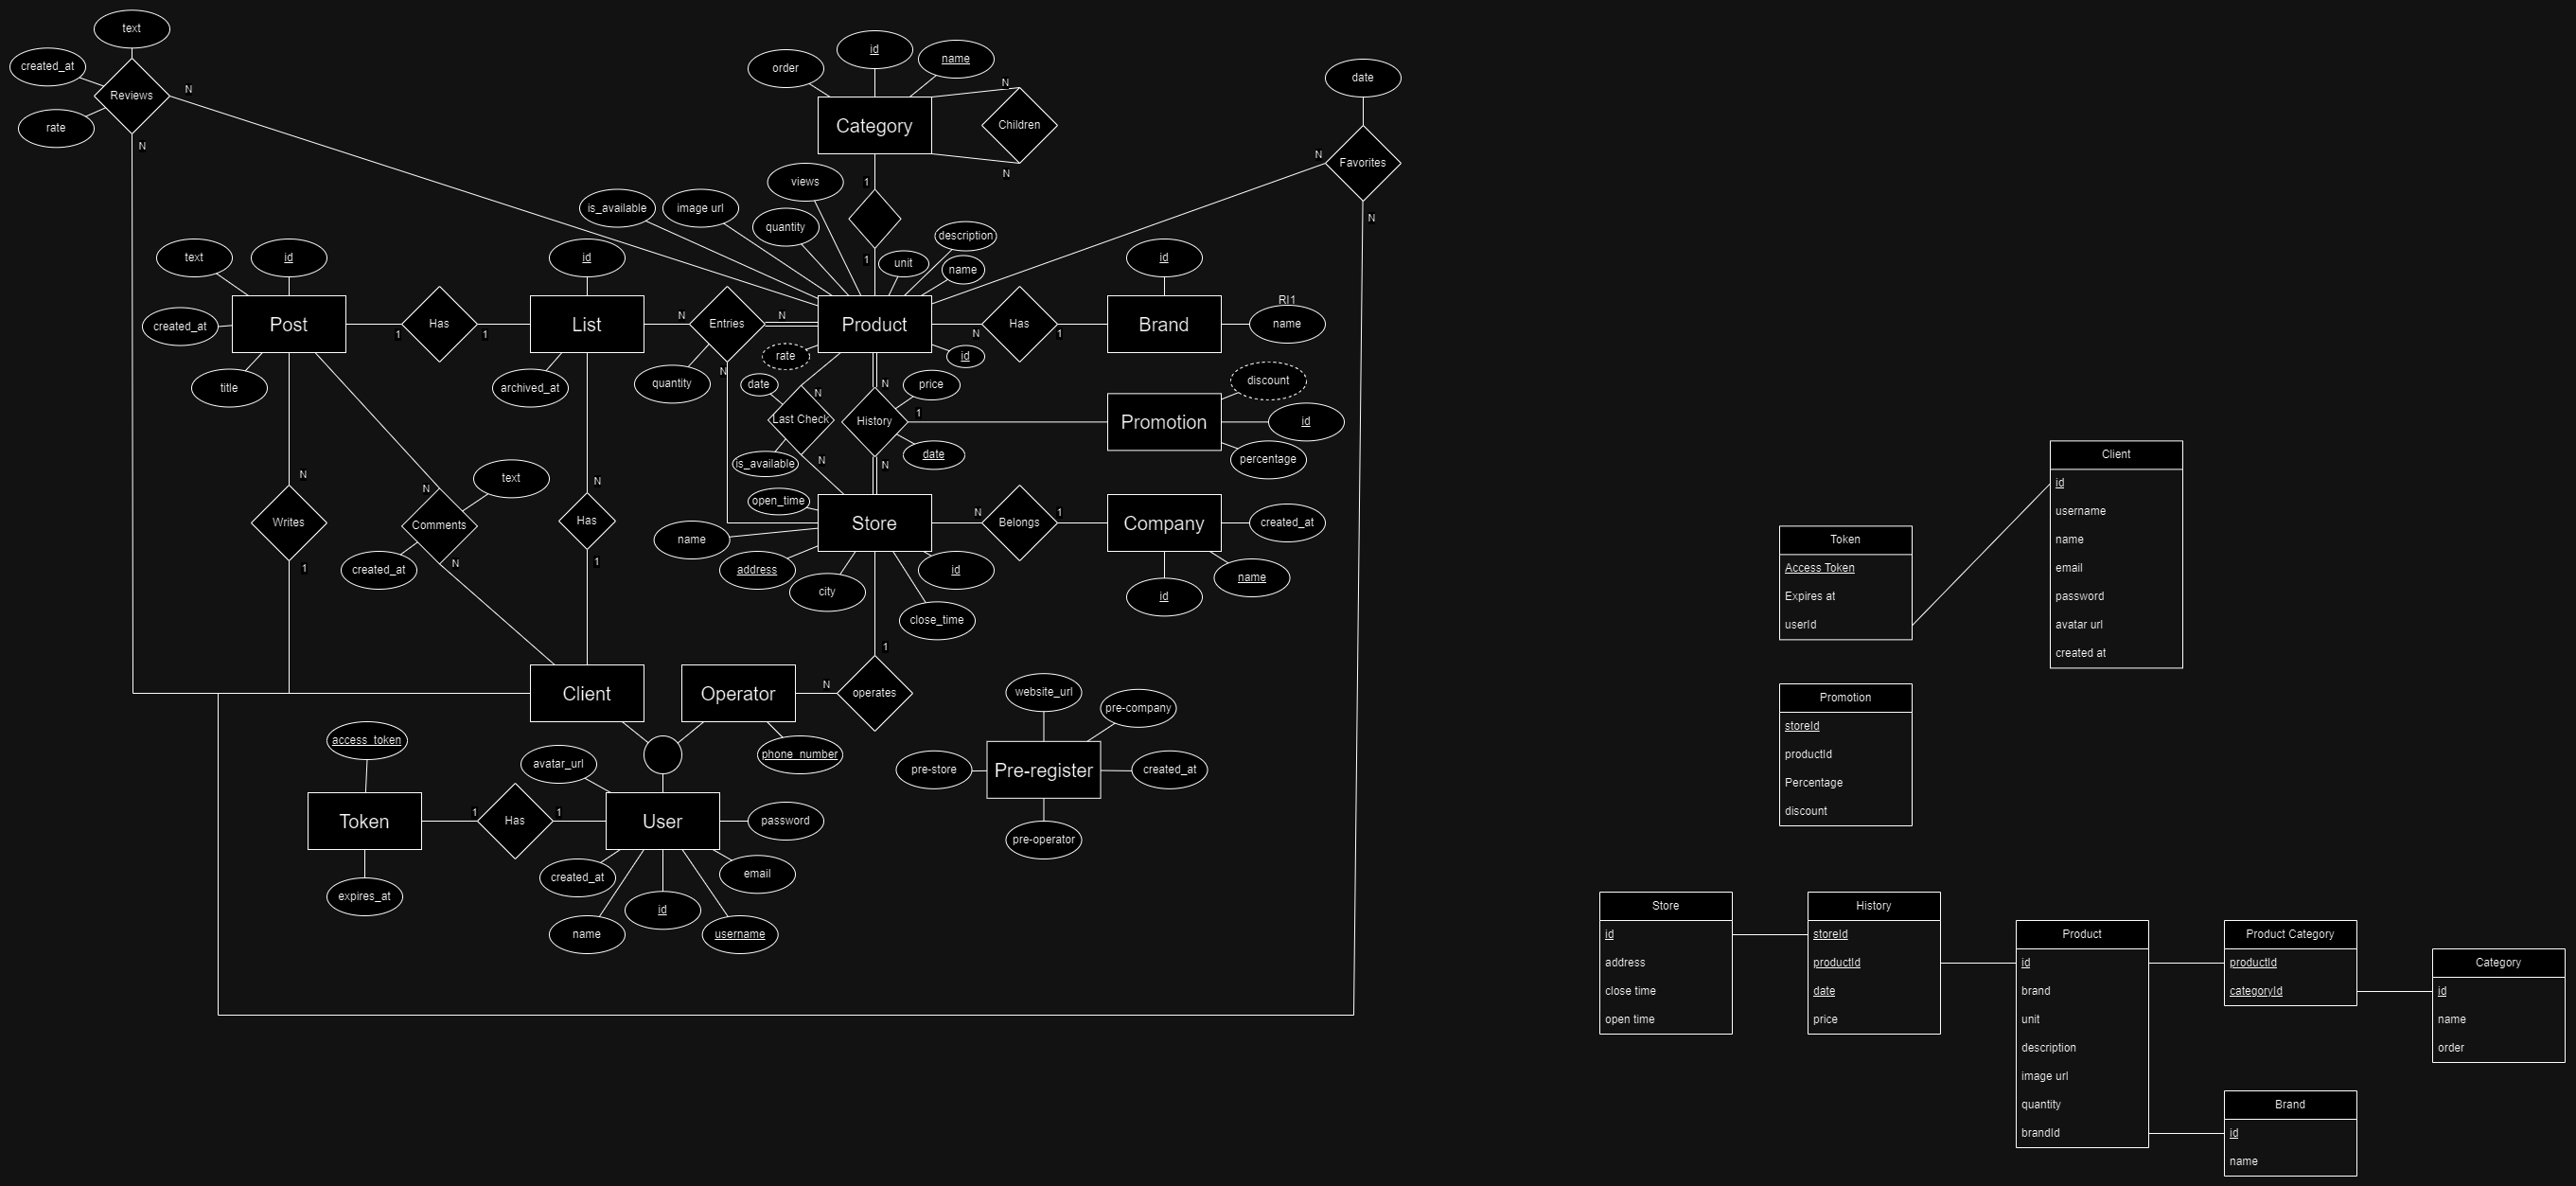 text
created_at
Reviews
rate
N
N
order
id
name
Category
N
Children
N
date
N
Favorites
N
1
1
views
is_available
image url
quantity
description
unit
name
text
id
created_at
Post
title
1
Has
1
id
List
archived_at
N
Entries
N
quantity
N
Product
rate
id
N
Has
1
id
Brand
RI1
name
date
N
Last Check
is_available
N
N
History
price
1
date
N
Promotion
discount
id
percentage
N
Writes
1
N
Comments
text
created_at
N
N
Has
1
open_time
Store
name
address
city
id
close_time
N
Belongs
1
Company
created_at
name
id
1
Client
Operator
N
operates
phone_number
website_url
pre-company
pre-store
Pre-register
created_at
pre-operator
access_token
Token
expires_at
1
Has
1
avatar_url
User
password
created_at
email
name
id
username
Client
id
username
name
email
password
avatar url
created at
Token
Access Token
Expires at
userId
Promotion
storeId
productId
Percentage
discount
Store
id
address
close time
open time
History
storeId
productId
date
price
Product
id
brand
unit
description
image url
quantity
brandId
Product Category
productId
categoryId
Category
id
name
order
Brand
id
name